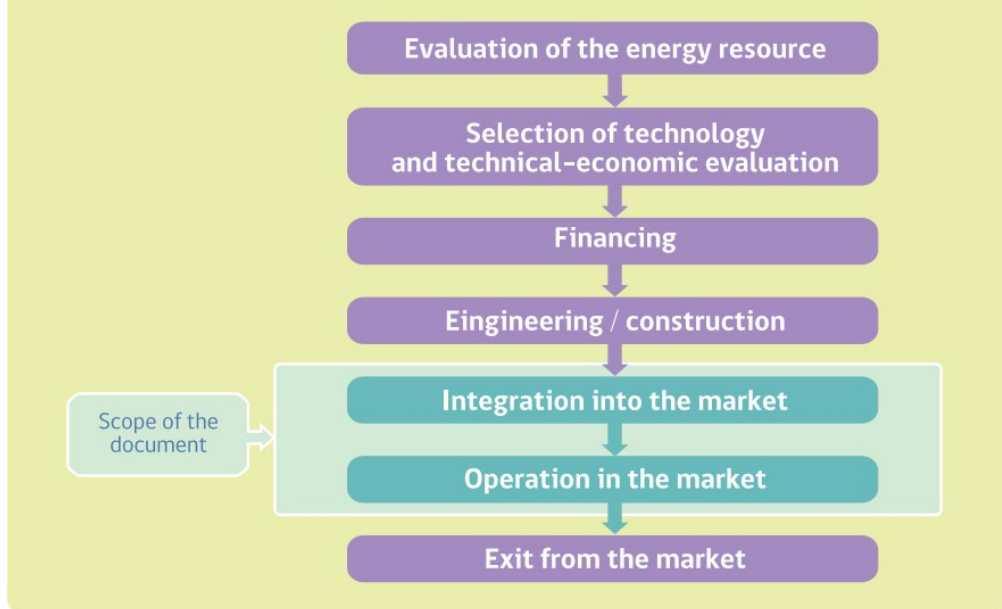 Evaluation of the energy resource
Selection of technology
and technical-economic evaluation
Financing
Eingineering / construction
Integration into the market
Scope of the
document
Operation in the market
Exit from the market